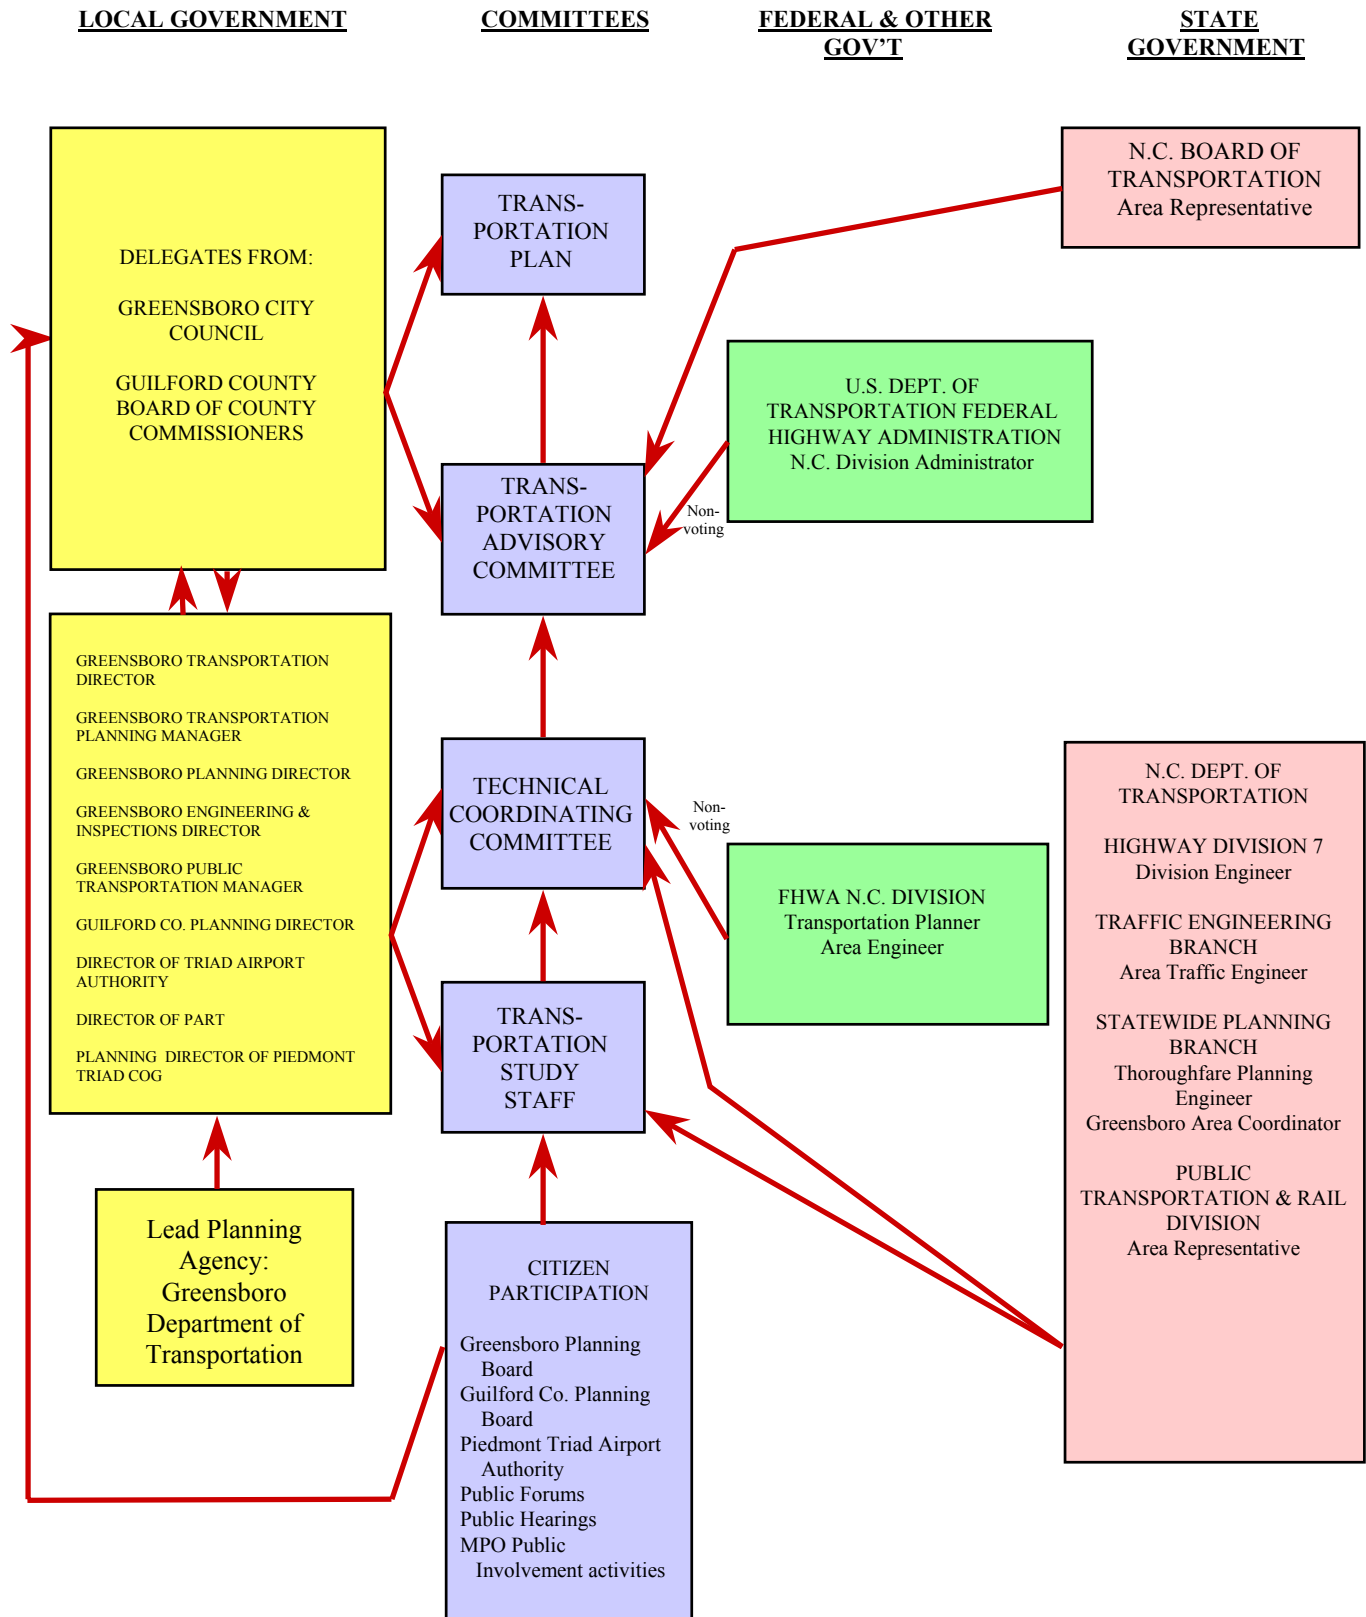 LOCAL GOVERNMENT
COMMITTEES
FEDERAL & OTHER
GOV'T
STATE
GOVERNMENT
DELEGATES FROM:
GREENSBORO CITY
COUNCIL
GUILFORD COUNTY
BOARD OF COUNTY
COMMISSIONERS
TRANS-
PORTATION
PLAN
N.C. BOARD OF
TRANSPORTATION
Area Representative
U.S. DEPT. OF
TRANSPORTATION FEDERAL
HIGHWAY ADMINISTRATION
N.C. Division Administrator
TRANS-
PORTATION
ADVISORY
COMMITTEE
Non-
voting
GREENSBORO TRANSPORTATION
DIRECTOR
GREENSBORO TRANSPORTATION
PLANNING MANAGER
GREENSBORO PLANNING DIRECTOR
GREENSBORO ENGINEERING &
INSPECTIONS DIRECTOR
GREENSBORO PUBLIC
TRANSPORTATION MANAGER
GUILFORD CO. PLANNING DIRECTOR
DIRECTOR OF TRIAD AIRPORT
AUTHORITY
DIRECTOR OF PART
PLANNING DIRECTOR OF PIEDMONT
TRIAD COG
TECHNICAL
COORDINATING
COMMITTEE
Non-
voting
FHWA N.C. DIVISION
Transportation Planner
Area Engineer
N.C. DEPT. OF
TRANSPORTATION
HIGHWAY DIVISION 7
Division Engineer
TRAFFIC ENGINEERING
BRANCH
Area Traffic Engineer
STATEWIDE PLANNING
BRANCH
Thoroughfare Planning
Engineer
Greensboro Area Coordinator
PUBLIC
TRANSPORTATION & RAIL
DIVISION
Area Representative
TRANS-
PORTATION
STUDY
STAFF
Lead Planning
Agency:
Greensboro
Department of
Transportation
CITIZEN
PARTICIPATION
Greensboro Planning
Board
Guilford Co. Planning
Board
Piedmont Triad Airport
Authority
Public Forums
Public Hearings
MPO Public
Involvement activities